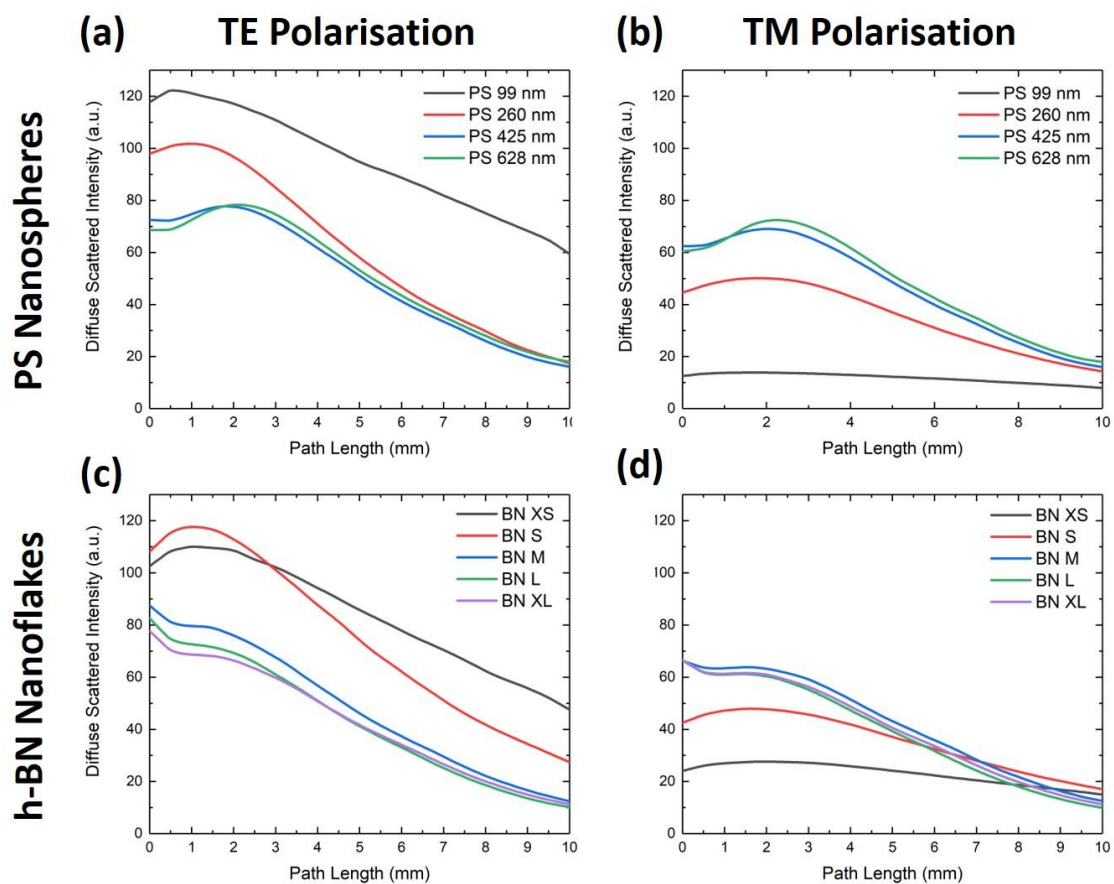 (a) TE Polarisation
(b) TM Polarisation
PS Nanospheres
Diffuse Scattered Intensity (a.u.)
120
100
80
60
40
20
0
PS 99 nm
PS 260 nm
PS 425 nm
PS 628 nm
0 1 2 3 4 5 6 7 8 9 10
Path Length (mm)
Diffuse Scattered Intensity (a.u.)
120
100
80
60
40
20
0
PS 99 nm
PS 260 nm
PS 425 nm
PS 628 nm
0 2 4 6 8 10
Path Length (mm)
h-BN Nanoflakes
(c)
Diffuse Scattered Intensity (a.u.)
120
100
80
60
40
20
0
BN XS
BN S
BN M
BN L
BN XL
0 1 2 3 4 5 6 7 8 9 10
Path Length (mm)
(d)
Diffuse Scattered Intensity (a.u.)
120
100
80
60
40
20
0
BN XS
BN S
BN M
BN L
BN XL
0 1 2 3 4 5 6 7 8 9 10
Path Length (mm)